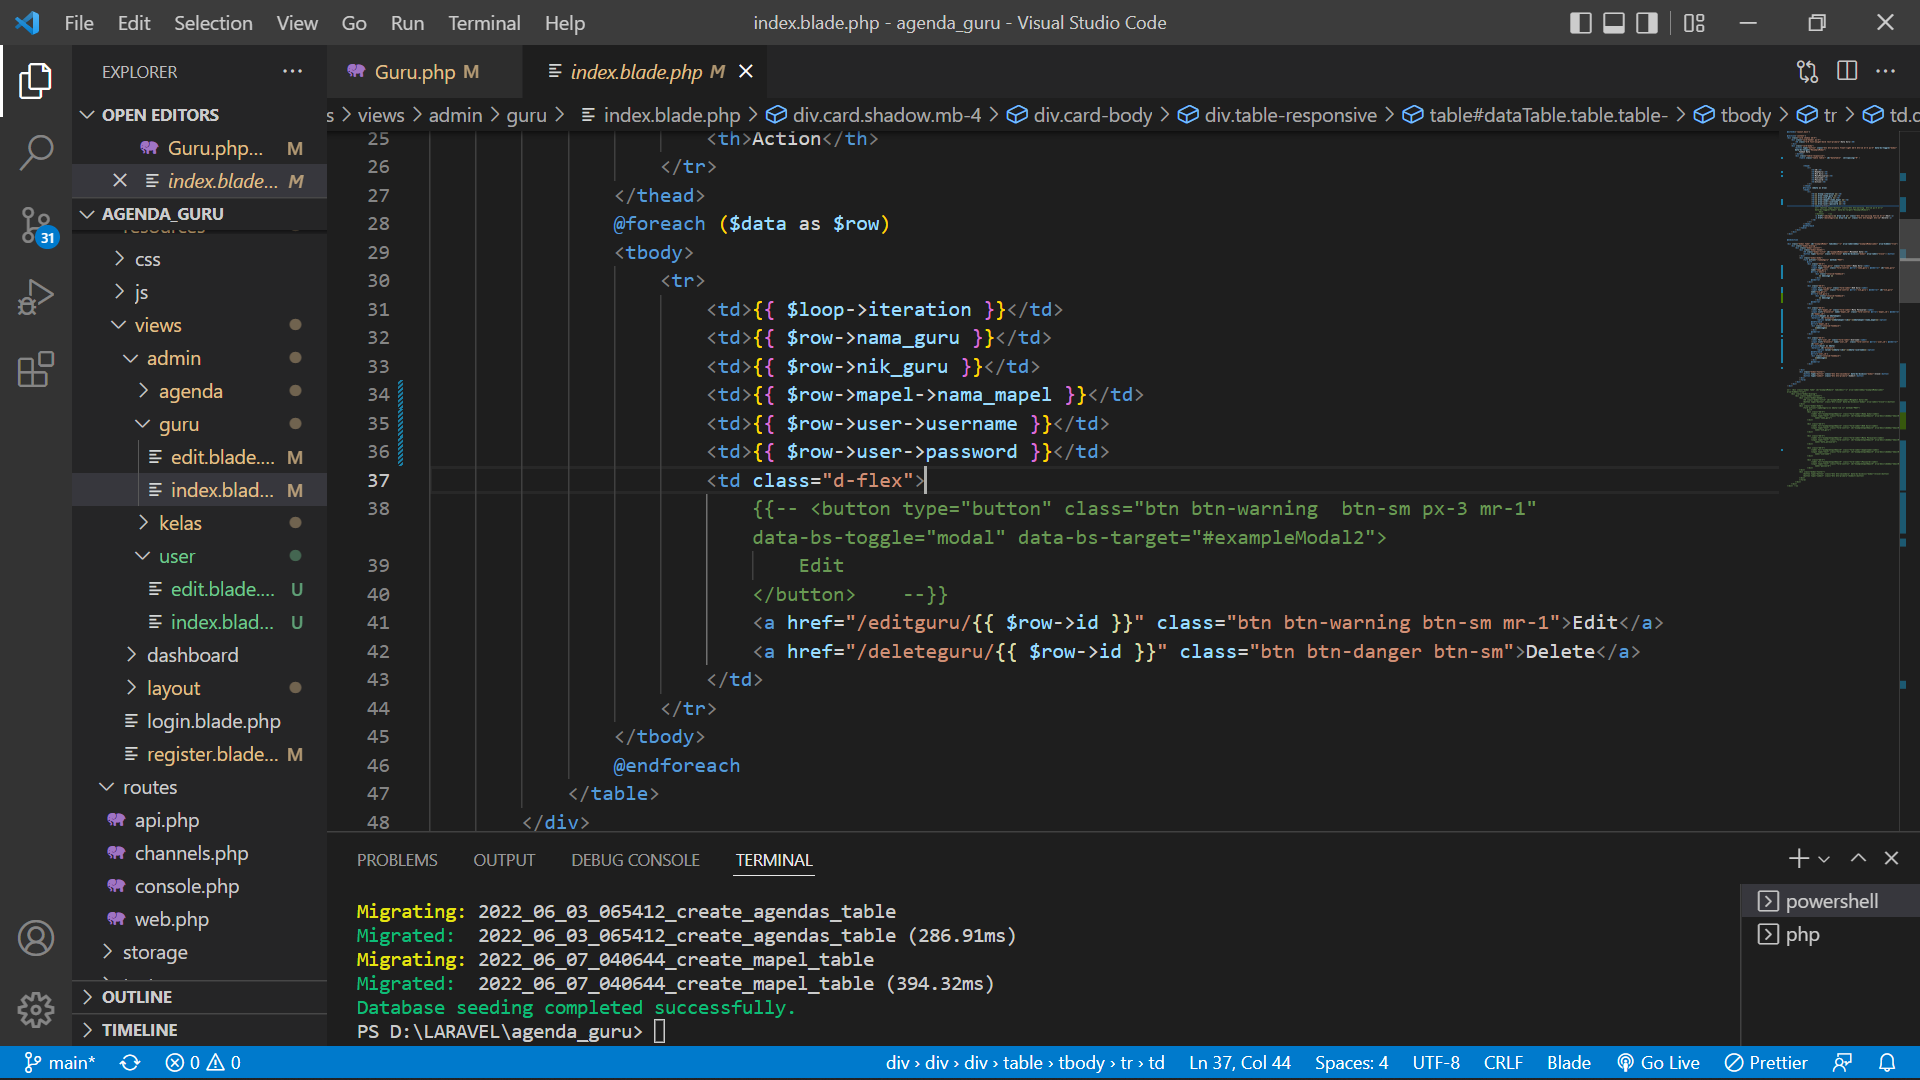 File Edit Selection View Go Run Terminal Help
index.blade.php - agenda_guru - Visual Studio Code
EXPLORER
OPEN EDITORS
Guru.php... M
index.blade... M
AGENDA_GURU
resources
css
js
views
admin
agenda
guru
edit.blade.... M
index.blad... M
kelas
user
edit.blade.... U
index.blad... U
dashboard
layout
login.blade.php
register.blade... M
routes
api.php
channels.php
console.php
web.php
storage
OUTLINE
TIMELINE
31
Guru.php M
index.blade.php M
s > views > admin > guru > index.blade.php > div.card.shadow.mb-4 > div.card-body > div.table-responsive > table#dataTable.table.table- > tbody > tr > td.c
25 <th>Action</th>
26 </tr>
27 </thead>
28 @foreach ($data as $row)
29 <tbody>
30 <tr>
31 <td>{{ $loop->iteration }}</td>
32 <td>{{ $row->nama_guru }}</td>
33 <td>{{ $row->nik_guru }}</td>
34 <td>{{ $row->mapel->nama_mapel }}</td>
35 <td>{{ $row->user->username }}</td>
36 <td>{{ $row->user->password }}</td>
37 <td class="d-flex">
38 {{-- <button type="button" class="btn btn-warning  btn-sm px-3 mr-1"
data-bs-toggle="modal" data-bs-target="#exampleModal2">
39 Edit
40 </button>    --}}
41 <a href="/editguru/{{ $row->id }}" class="btn btn-warning btn-sm mr-1">Edit</a>
42 <a href="/deleteguru/{{ $row->id }}" class="btn btn-danger btn-sm">Delete</a>
43 </td>
44 </tr>
45 </tbody>
46 @endforeach
47 </table>
48 </div>
PROBLEMS OUTPUT DEBUG CONSOLE TERMINAL
Migrating: 2022_06_03_065412_create_agendas_table
Migrated:  2022_06_03_065412_create_agendas_table (286.91ms)
Migrating: 2022_06_07_040644_create_mapel_table
Migrated:  2022_06_07_040644_create_mapel_table (394.32ms)
Database seeding completed successfully.
PS D:\LARAVEL\agenda_guru>
powershell
php
main* 0 0 div › div › div › table › tbody › tr › td Ln 37, Col 44 Spaces: 4 UTF-8 CRLF Blade Go Live Prettier